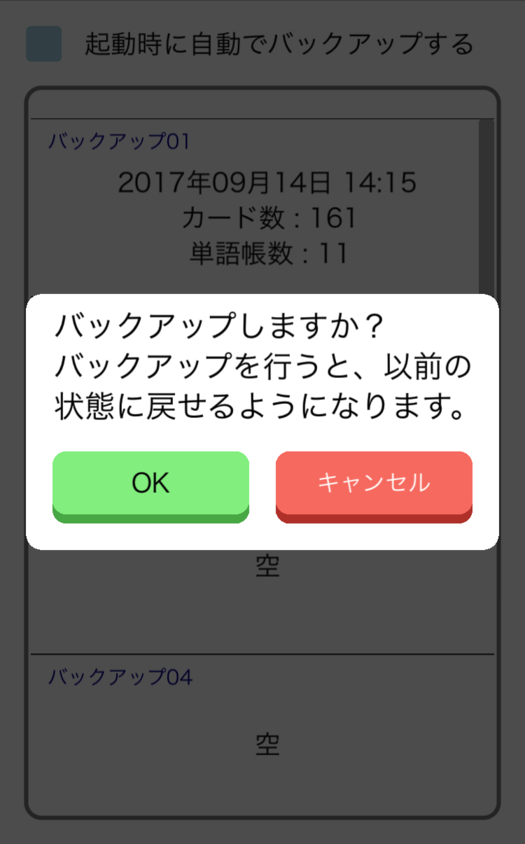 起動時に自動でバックアップする
バックアップ01
2017年09月14日 14:15
カード数：161
単語帳数：11
バックアップしますか？
バックアップを行うと、以前の
状態に戻せるようになります。
OK
キャンセル
空
バックアップ04
空